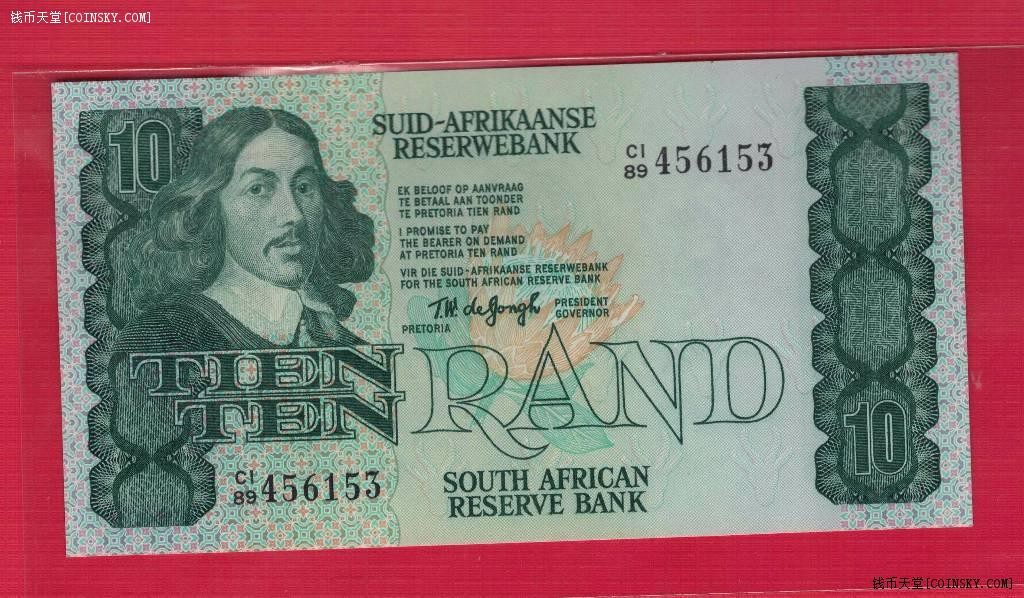 钱币天堂[COINSKY.COM]
10
SUID-AFRIKAANSE
RESERWEBANK
CI
89 456153
EK BELOOF OP AANVRAAG
TE BETAAL AAN TOONDER
TE PRETORIA TIEN RAND
I PROMISE TO PAY
THE BEARER ON DEMAND
AT PRETORIA TEN RAND
VIR DIE SUID-AFRIKAANSE RESERWEBANK
FOR THE SOUTH AFRICAN RESERVE BANK
T.W. de Jongh
PRESIDENT
GOVERNOR
PRETORIA
TIEN
TEN
RAND
10
CI
89 456153
SOUTH AFRICAN
RESERVE BANK
钱币天堂[COINSKY.COM]